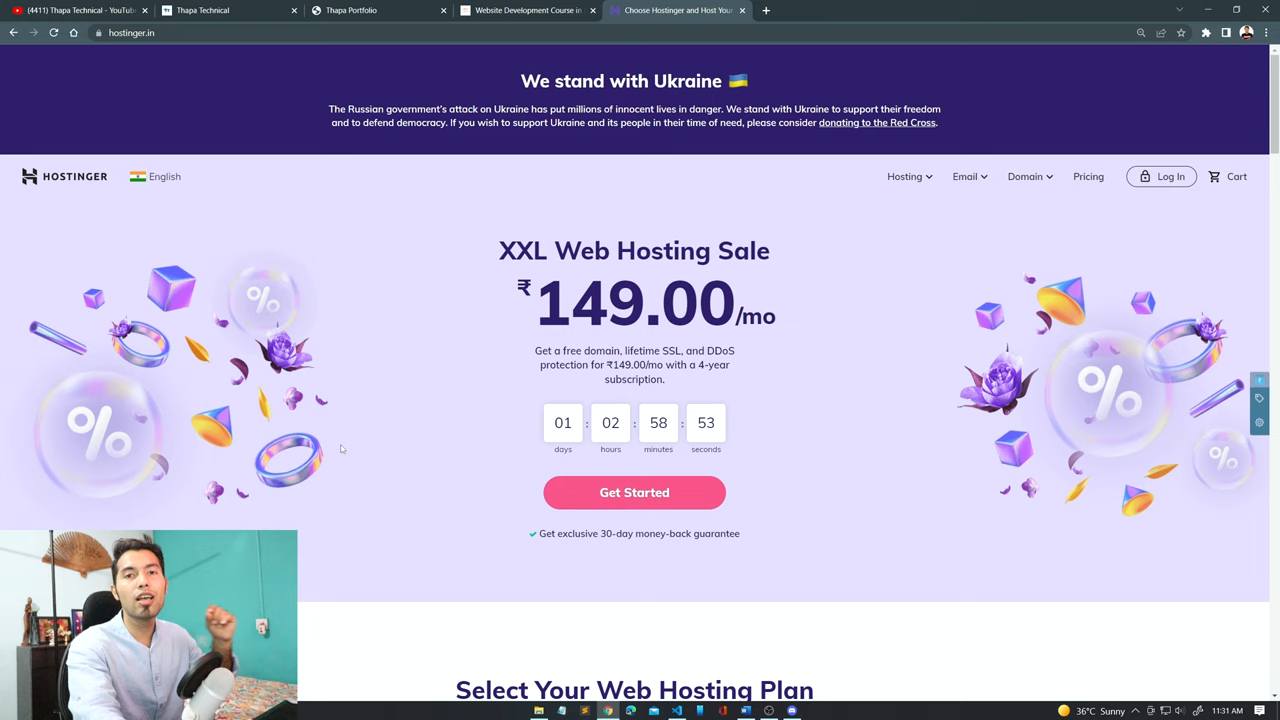 (4411) Thapa Technical - YouTub
Thapa Technical
Thapa Portfolio
Website Development Course in
Choose Hostinger and Host Your
hostinger.in
We stand with Ukraine
The Russian government's attack on Ukraine has put millions of innocent lives in danger. We stand with Ukraine to support their freedom
and to defend democracy. If you wish to support Ukraine and its people in their time of need, please consider donating to the Red Cross.
HOSTINGER
English
Hosting
Email
Domain
Pricing
Log In
Cart
XXL Web Hosting Sale
₹149.00/mo
Get a free domain, lifetime SSL, and DDoS
protection for ₹149.00/mo with a 4-year
subscription.
01 : 02 : 58 : 53
days hours minutes seconds
Get Started
Get exclusive 30-day money-back guarantee
% % % %
Select Your Web Hosting Plan
36°C Sunny
11:31 AM